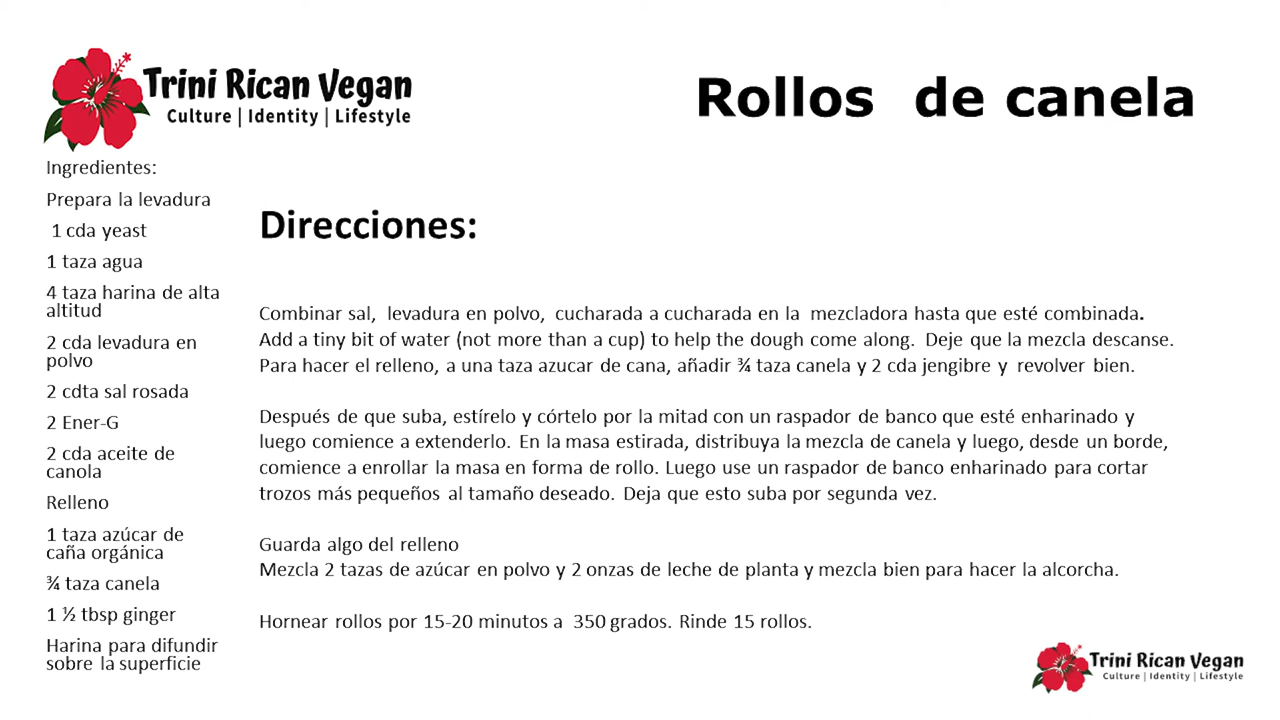 Trini Rican Vegan
Culture | Identity | Lifestyle
Rollos de canela
Ingredientes:
Prepara la levadura
1 cda yeast
1 taza agua
4 taza harina de alta
altitud
2 cda levadura en
polvo
2 cdta sal rosada
2 Ener-G
2 cda aceite de
canola
Relleno
1 taza azúcar de
caña orgánica
¾ taza canela
1 ½ tbsp ginger
Harina para difundir
sobre la superficie
Direcciones:
Combinar sal, levadura en polvo, cucharada a cucharada en la mezcladora hasta que esté combinada.
Add a tiny bit of water (not more than a cup) to help the dough come along. Deje que la mezcla descanse.
Para hacer el relleno, a una taza azucar de cana, añadir ¾ taza canela y 2 cda jengibre y revolver bien.
Después de que suba, estírelo y córtelo por la mitad con un raspador de banco que esté enharinado y
luego comience a extenderlo. En la masa estirada, distribuya la mezcla de canela y luego, desde un borde,
comience a enrollar la masa en forma de rollo. Luego use un raspador de banco enharinado para cortar
trozos más pequeños al tamaño deseado. Deja que esto suba por segunda vez.
Guarda algo del relleno
Mezcla 2 tazas de azúcar en polvo y 2 onzas de leche de planta y mezcla bien para hacer la alcorcha.
Hornear rollos por 15-20 minutos a 350 grados. Rinde 15 rollos.
Trini Rican Vegan
Culture | Identity | Lifestyle